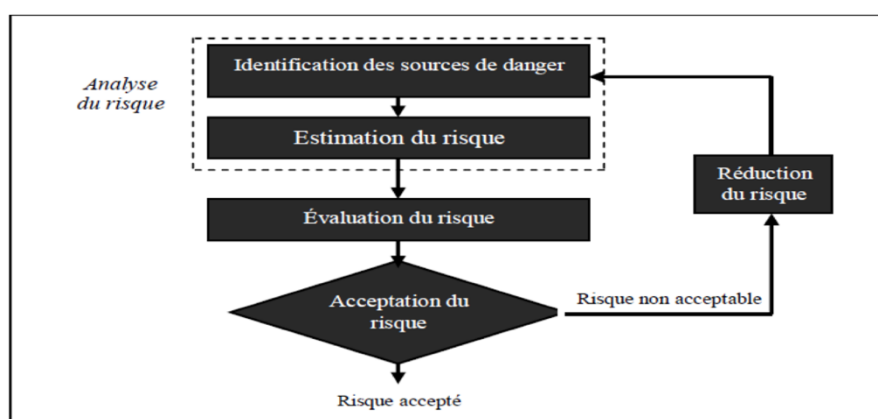 Analyse
du risque
Identification des sources de danger
Estimation du risque
Évaluation du risque
Acceptation du
risque
Risque non acceptable
Réduction
du risque
Risque accepté